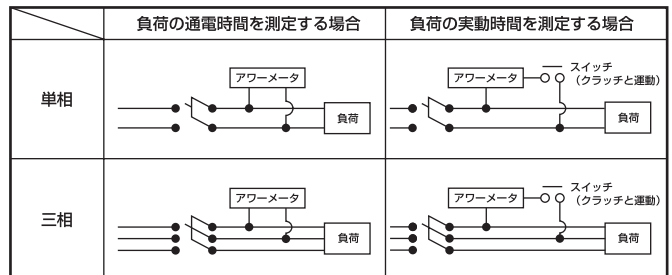 負荷の通電時間を測定する場合
負荷の実動時間を測定する場合
単相
アワーメータ
負荷
アワーメータ
スイッチ
（クラッチと運動）
負荷
三相
アワーメータ
負荷
アワーメータ
スイッチ
（クラッチと運動）
負荷